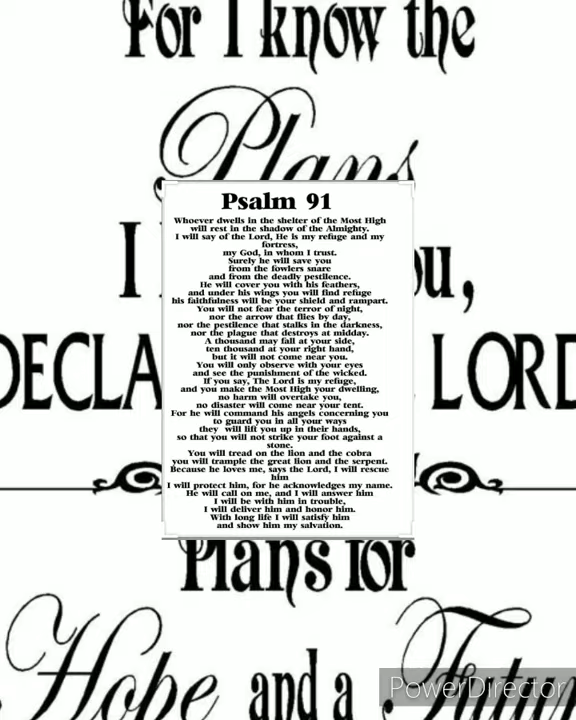 For I know the
Plans
I
ou,
DECLA
LORD
Psalm 91
Whoever dwells in the shelter of the Most High
will rest in the shadow of the Almighty.
I will say of the Lord, He is my refuge and my
fortress,
my God, in whom I trust.
Surely he will save you
from the fowlers snare
and from the deadly pestilence.
He will cover you with his feathers,
and under his wings you will find refuge
his faithfulness will be your shield and rampart.
You will not fear the terror of night,
nor the arrow that flies by day,
nor the pestilence that stalks in the darkness,
nor the plague that destroys at midday.
A thousand may fall at your side,
ten thousand at your right hand,
but it will not come near you.
You will only observe with your eyes
and see the punishment of the wicked.
If you say, The Lord is my refuge,
and you make the Most High your dwelling,
no harm will overtake you,
no disaster will come near your tent.
For he will command his angels concerning you
to guard you in all your ways
they will lift you up in their hands,
so that you will not strike your foot against a
stone.
You will tread on the lion and the cobra
you will trample the great lion and the serpent.
Because he loves me, says the Lord, I will rescue
him
I will protect him, for he acknowledges my name.
He will call on me, and I will answer him
I will be with him in trouble,
I will deliver him and honor him.
With long life I will satisfy him
and show him my salvation.
Plans for
Hope and a Futur
PowerDirector